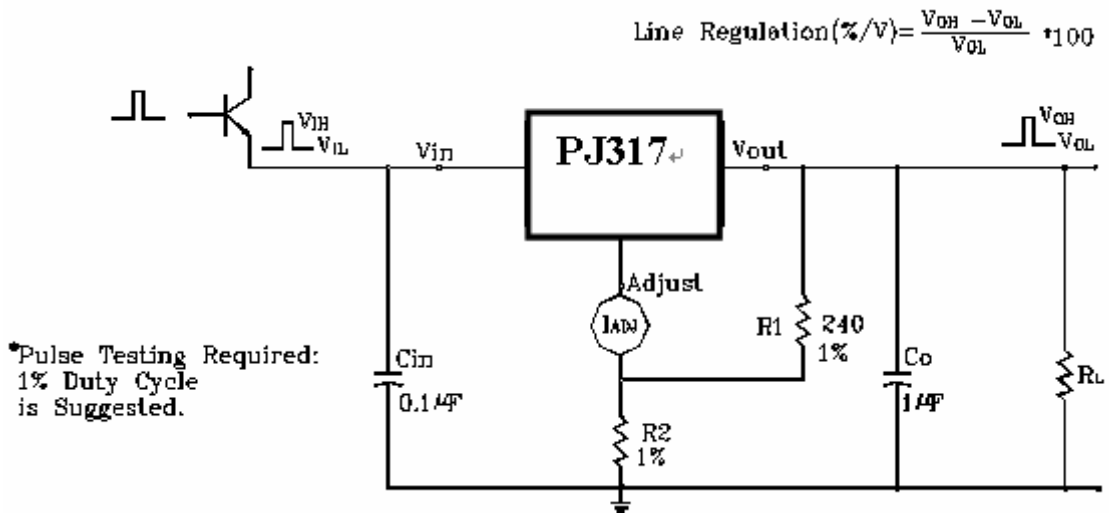 Line Regulation(%/V)= VOH -VOL / VOL *100
VIH
VIL
Vin
PJ317
Vout
VOH
VOL
Adjust
IADJ
R1
240
1%
*Pulse Testing Required:
1% Duty Cycle
is Suggested.
Cin
0.1µF
Co
1µF
RL
R2
1%